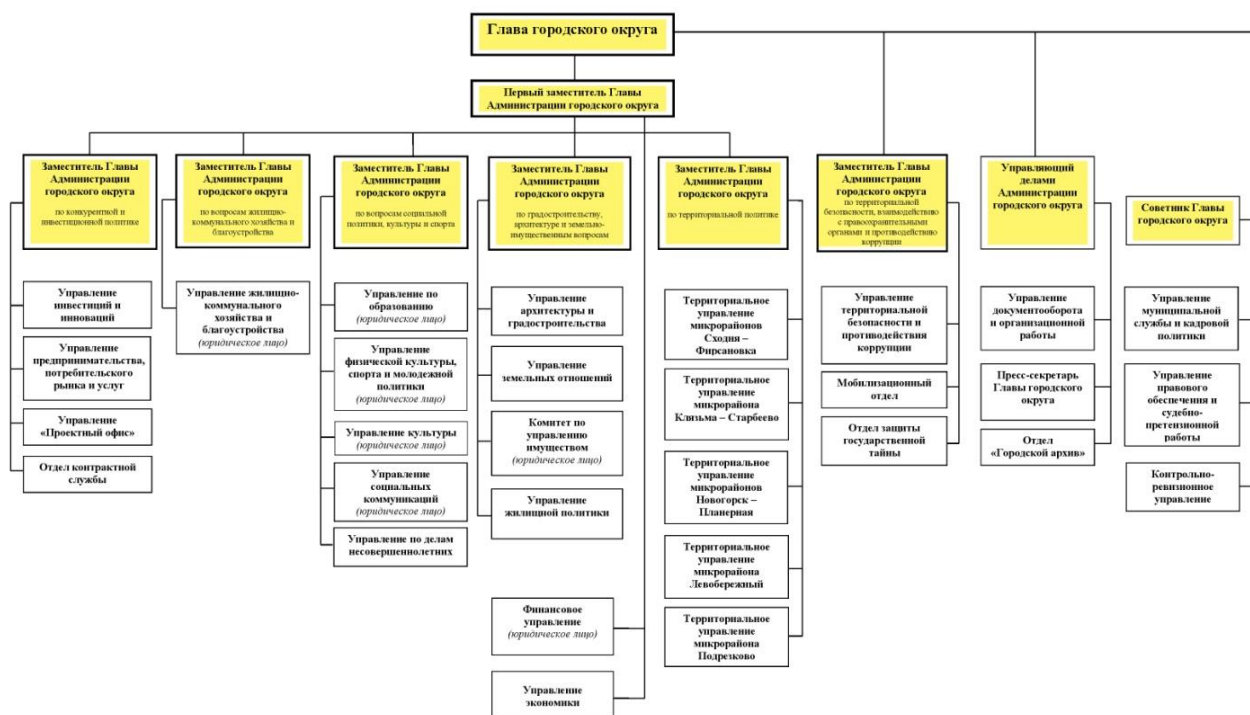 Глава городского округа
Первый заместитель Главы
Администрации городского округа
Заместитель Главы
Администрации
городского округа
по конкурентной и
инвестиционной политике
Заместитель Главы
Администрации
городского округа
по вопросам жилищно-
коммунального хозяйства и
благоустройства
Заместитель Главы
Администрации
городского округа
по вопросам социальной
политики, культуры и спорта
Заместитель Главы
Администрации
городского округа
по градостроительству,
архитектуре и земельно-
имущественным вопросам
Заместитель Главы
Администрации
городского округа
по территориальной политике
Заместитель Главы
Администрации
городского округа
по территориальной
безопасности, взаимодействию
с правоохранительными
органами и противодействию
коррупции
Управляющий
делами
Администрации
городского округа
Советник Главы
городского округа
Управление
инвестиций и
инноваций
Управление
предпринимательства,
потребительского
рынка и услуг
Управление
«Проектный офис»
Отдел контрактной
службы
Управление жилищно-
коммунального
хозяйства и
благоустройства
(юридическое лицо)
Управление по
образованию
(юридическое лицо)
Управление
физической культуры,
спорта и молодежной
политики
(юридическое лицо)
Управление культуры
(юридическое лицо)
Управление
социальных
коммуникаций
(юридическое лицо)
Управление по делам
несовершеннолетних
Управление
архитектуры и
градостроительства
Управление
земельных отношений
Комитет по
управлению
имуществом
(юридическое лицо)
Управление
жилищной политики
Финансовое
управление
(юридическое лицо)
Управление
экономики
Территориальное
управление
микрорайонов
Сходня – Фирсановка
Территориальное
управление
микрорайона
Клязьма – Старбеево
Территориальное
управление
микрорайонов
Новогорск –
Планерная
Территориальное
управление
микрорайона
Левобережный
Территориальное
управление
микрорайона
Подрезково
Управление
территориальной
безопасности и
противодействия
коррупции
Мобилизационный
отдел
Отдел защиты
государственной
тайны
Управление
документооборота
и организационной
работы
Пресс-секретарь
Главы городского
округа
Отдел
«Городской архив»
Управление
муниципальной
службы и кадровой
политики
Управление
правового
обеспечения и
судебно-
претензионной
работы
Контрольно-
ревизионное
управление